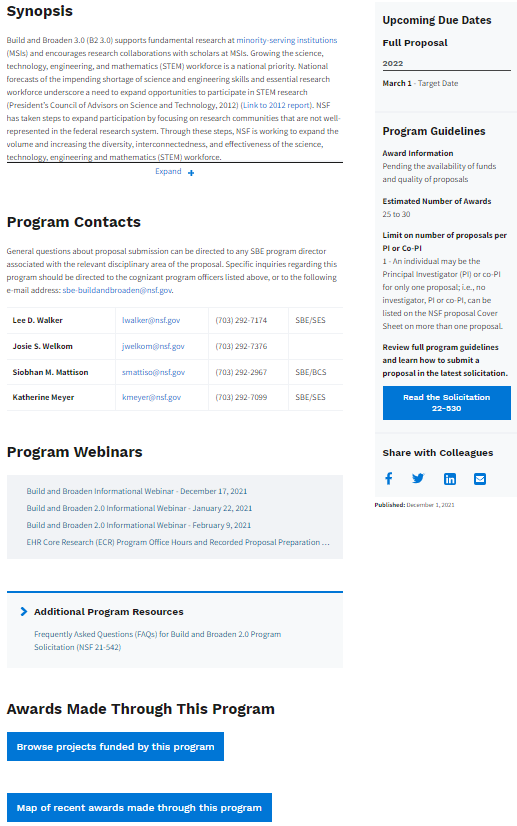 Synopsis
Build and Broaden 3.0 (B2 3.0) supports fundamental research at minority-serving institutions
(MSIs) and encourages research collaborations with scholars at MSIs. Growing the science,
technology, engineering, and mathematics (STEM) workforce is a national priority. National
forecasts of the impending shortage of science and engineering skills and essential research
workforce underscore a need to expand opportunities to participate in STEM research
(President's Council of Advisors on Science and Technology, 2012) (Link to 2012 report). NSF
has taken steps to expand participation by focusing on research communities that are not well-
represented in the federal research system. Through these steps, NSF is working to expand the
volume and increasing the diversity, interconnectedness, and effectiveness of the science,
technology, engineering and mathematics (STEM) workforce.
Expand +
Program Contacts
General questions about proposal submission can be directed to any SBE program director
associated with the relevant disciplinary area of the proposal. Specific inquiries regarding this
program should be directed to the cognizant program officers listed above, or to the following
e-mail address: sbe-buildandbroaden@nsf.gov.
Lee D. Walker lwalker@nsf.gov (703) 292-7174 SBE/SES
Josie S. Welkom jwelkom@nsf.gov (703) 292-7376
Siobhan M. Mattison smattiso@nsf.gov (703) 292-2967 SBE/BCS
Katherine Meyer kmeyer@nsf.gov (703) 292-7099 SBE/SES
Program Webinars
Build and Broaden Informational Webinar - December 17, 2021
Build and Broaden 2.0 Informational Webinar - January 22, 2021
Build and Broaden 2.0 Informational Webinar - February 9, 2021
EHR Core Research (ECR) Program Office Hours and Recorded Proposal Preparation ...
Additional Program Resources
Frequently Asked Questions (FAQs) for Build and Broaden 2.0 Program
Solicitation (NSF 21-542)
Awards Made Through This Program
Browse projects funded by this program
Map of recent awards made through this program
Upcoming Due Dates
Full Proposal
2022
March 1 - Target Date
Program Guidelines
Award Information
Pending the availability of funds
and quality of proposals
Estimated Number of Awards
25 to 30
Limit on number of proposals per
PI or Co-PI
1 - An individual may be the
Principal Investigator (PI) or co-PI
for only one proposal; i.e., no
investigator, PI or co-PI, can be
listed on the NSF proposal Cover
Sheet on more than one proposal.
Review full program guidelines
and learn how to submit a
proposal in the latest solicitation.
Read the Solicitation
22-530
Share with Colleagues
Published: December 1, 2021